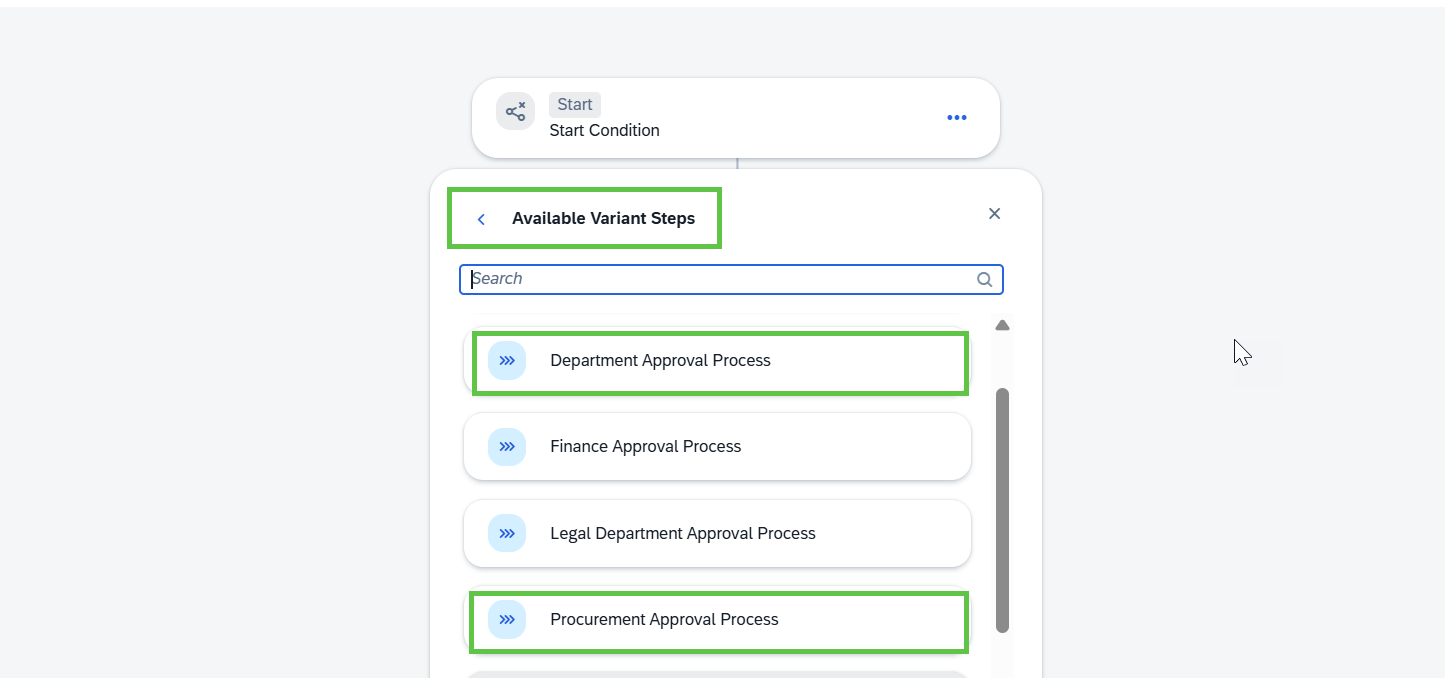 Start
Start Condition
Available Variant Steps
Search
Department Approval Process
Finance Approval Process
Legal Department Approval Process
Procurement Approval Process